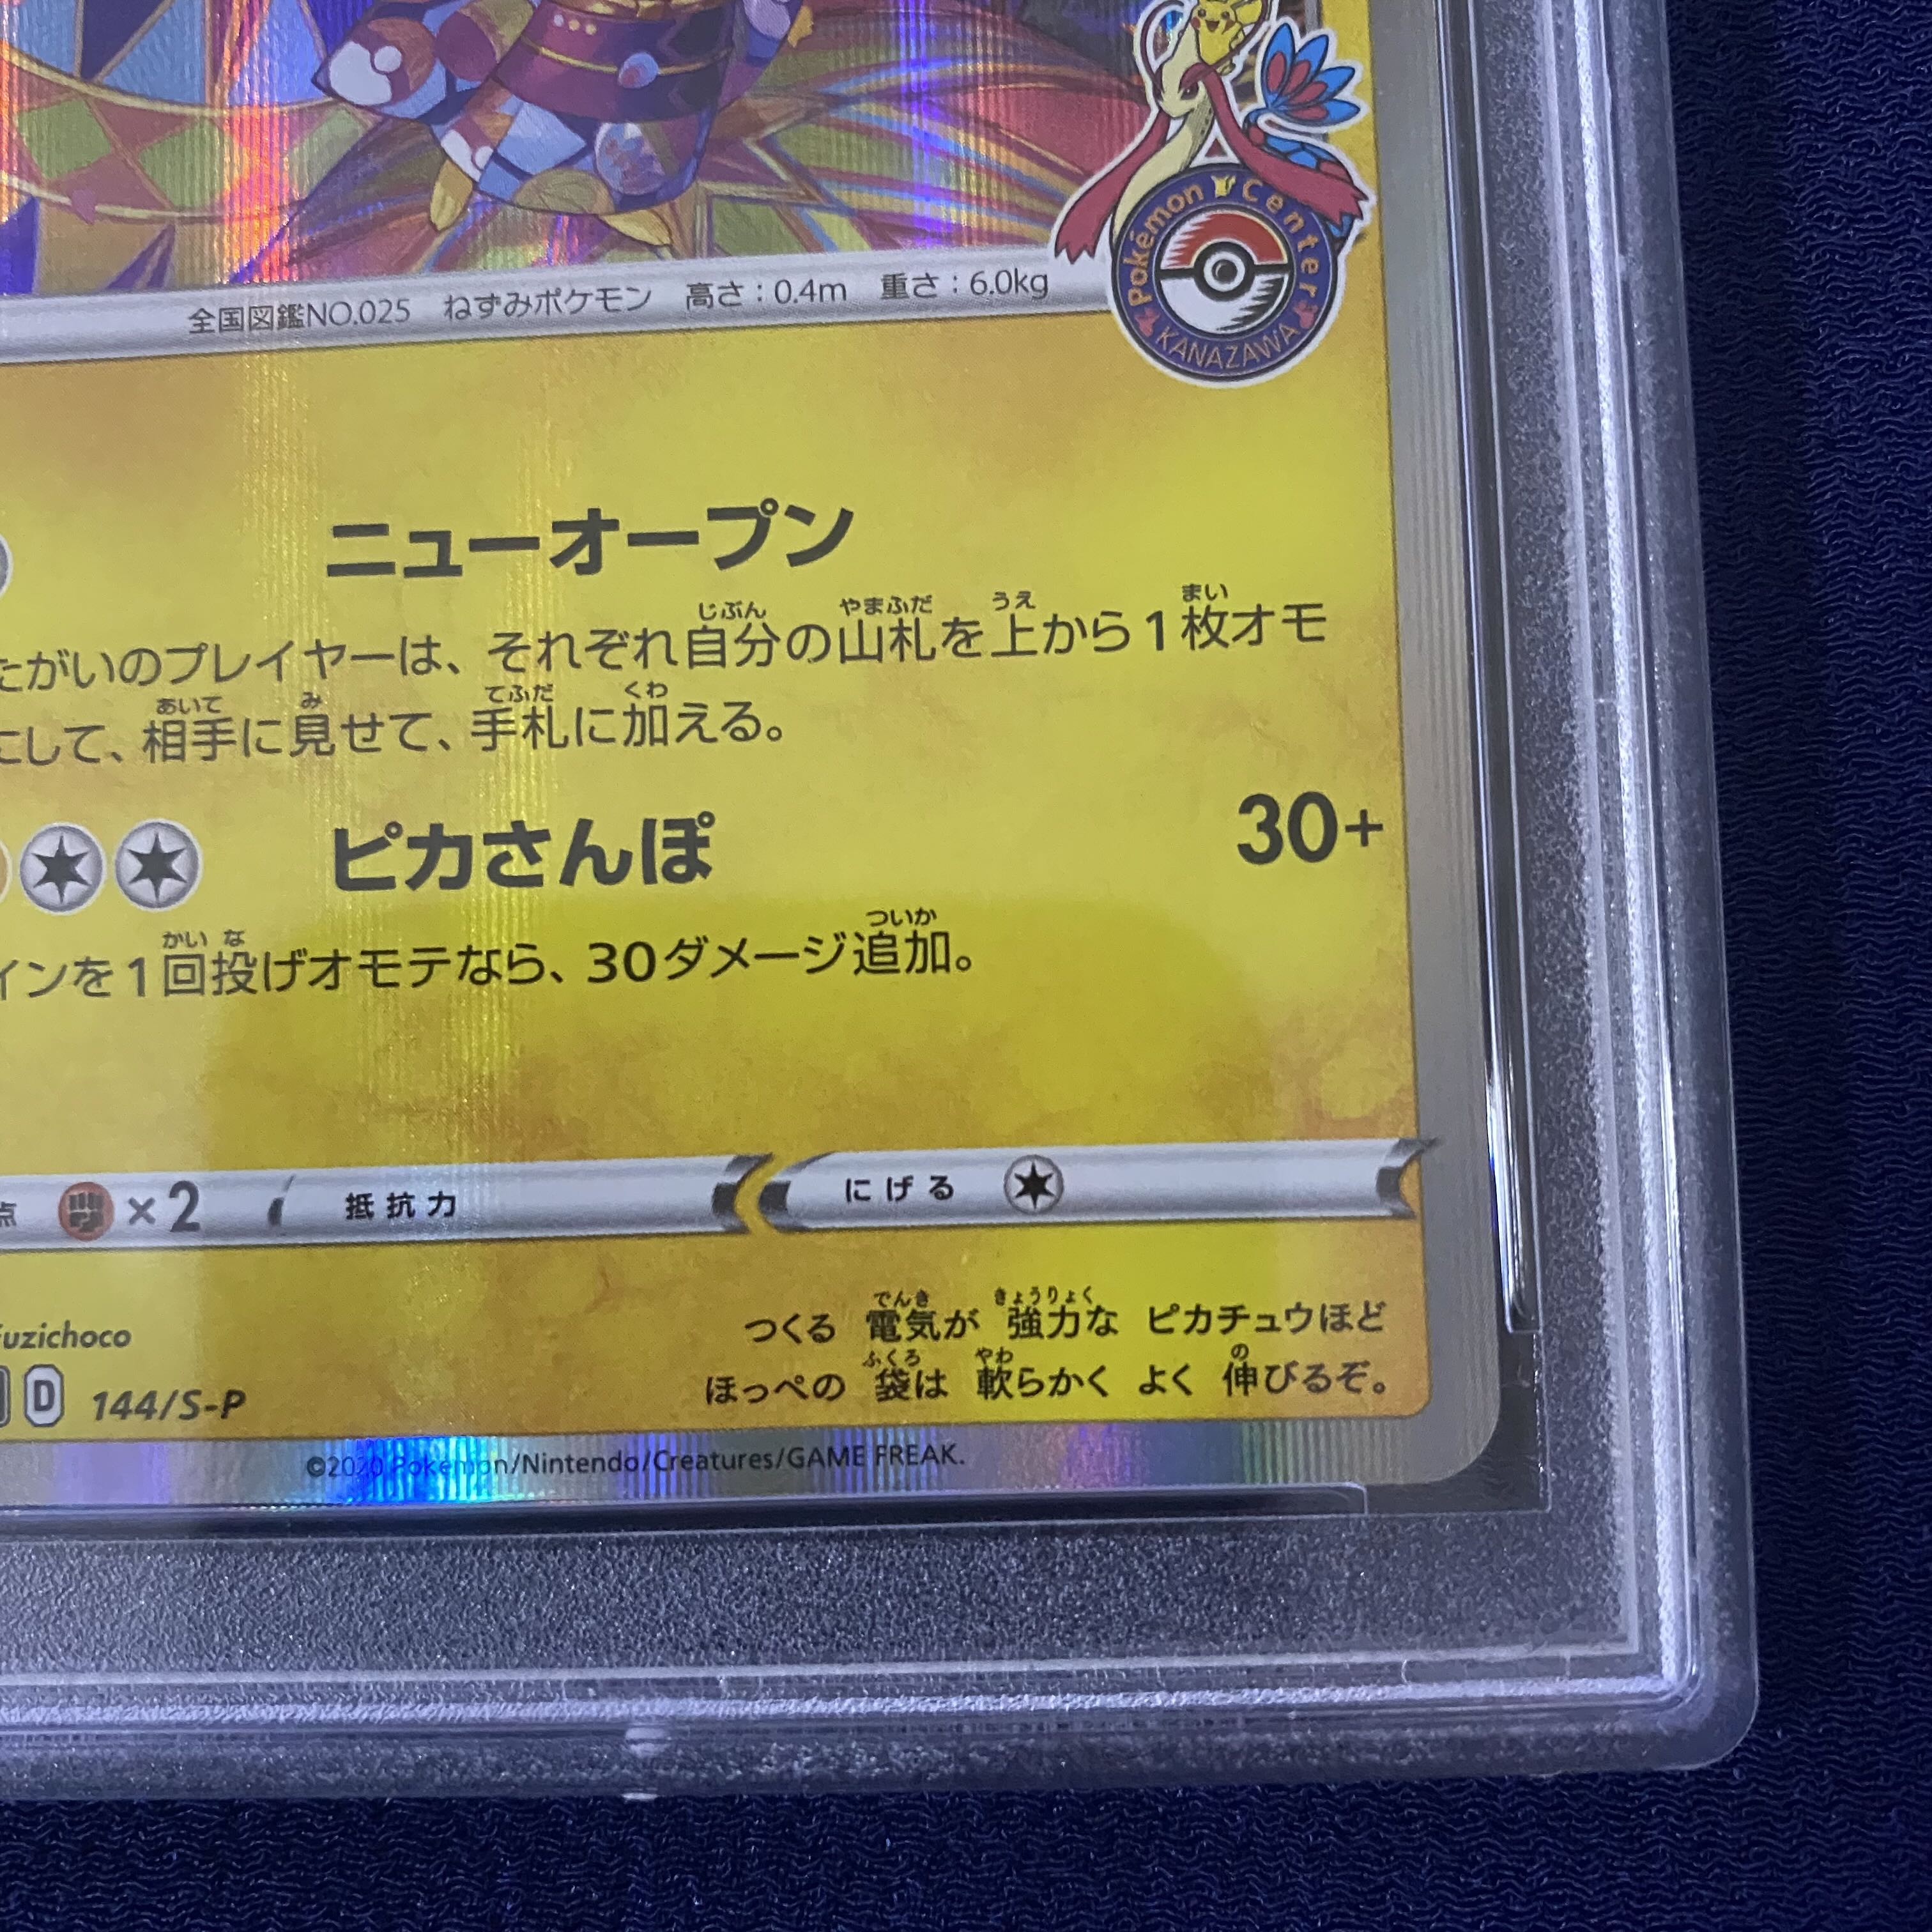 Pokémon Center
KANAZAWA
全国図鑑NO.025 ねずみポケモン 高さ：0.4m 重さ：6.0kg
ニューオープン
じぶん やまふだ うえ まい
たがいのプレイヤーは、それぞれ自分の山札を上から1枚オモ
あいて み てふだ くわ
にして、相手に見せて、手札に加える。
ピカさんぽ 30+
かい な ついか
インを1回投げオモテなら、30ダメージ追加。
点 ×2 抵抗力 にげる
でんき きょうりょく
つくる 電気が 強力な ピカチュウほど
ふくろ やわ の
ほっぺの 袋は 軟らかく よく 伸びるぞ。
fuzichoco
D 144/S-P
©2020 Pokémon/Nintendo/Creatures/GAME FREAK.